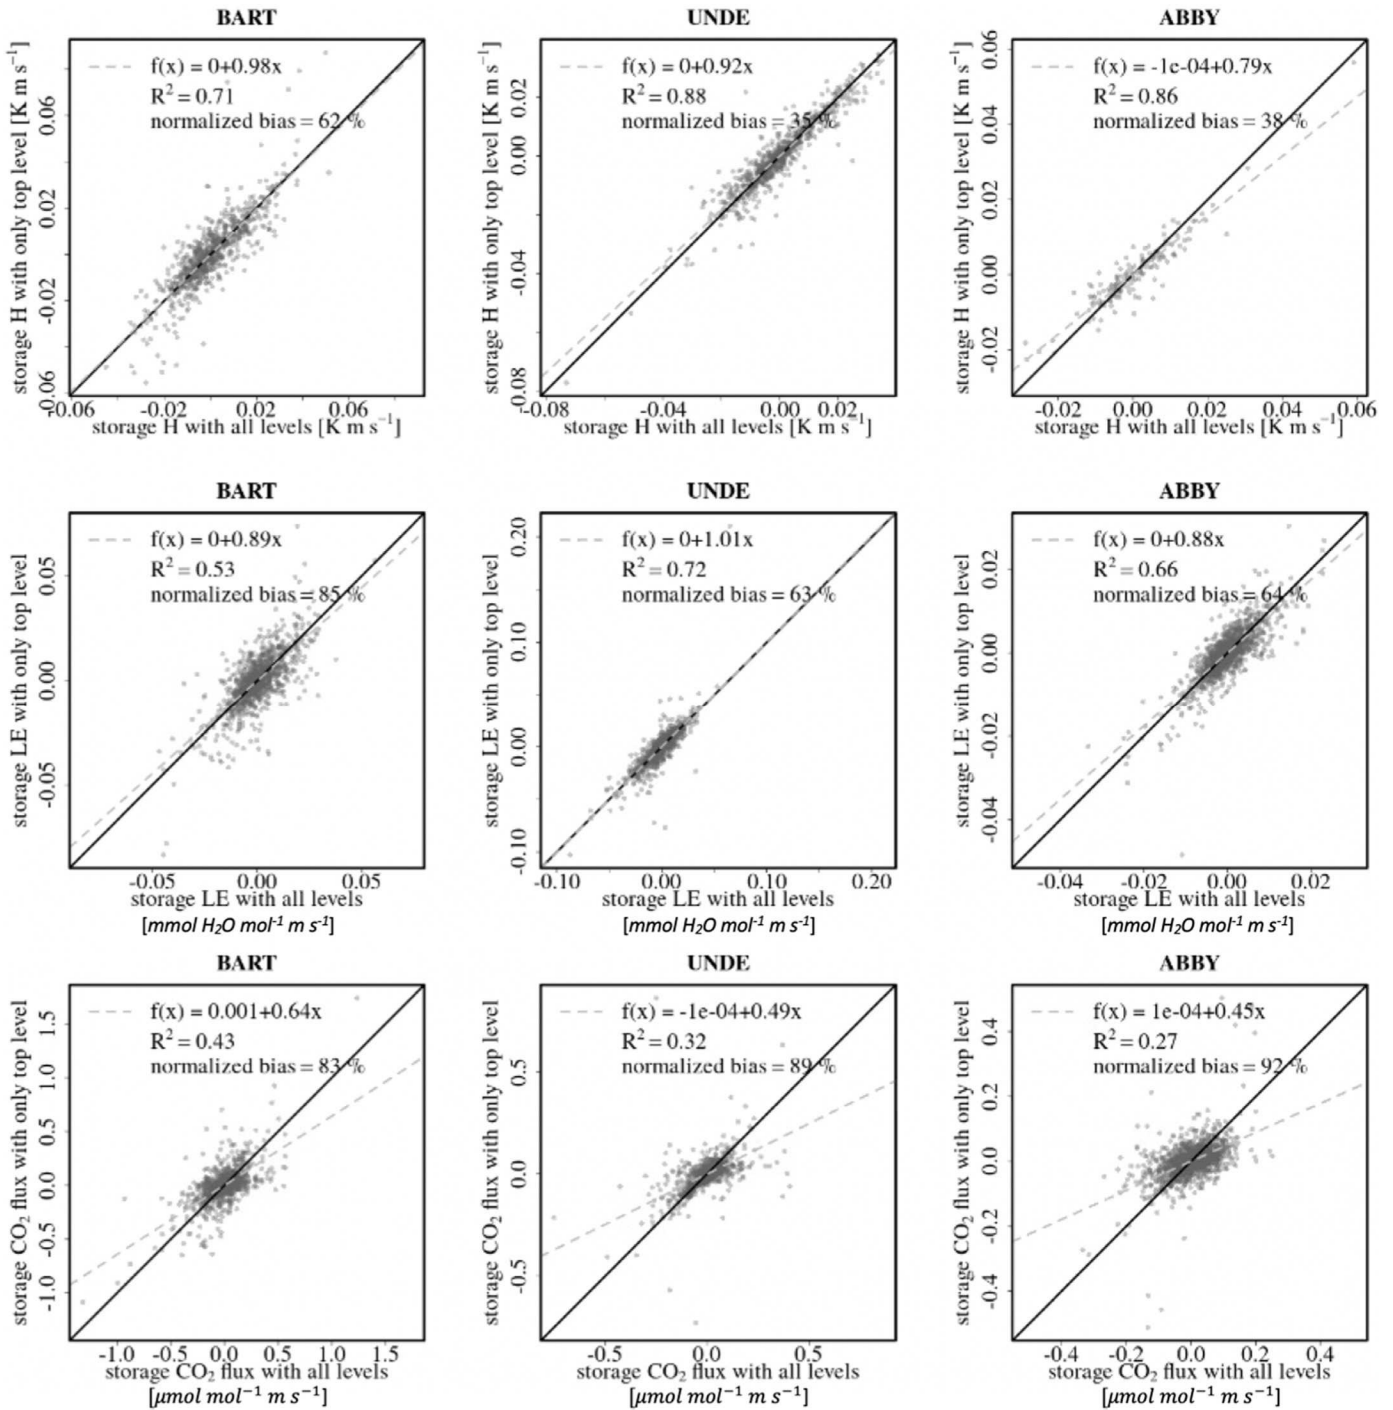 BART
f(x) = 0+0.98x
R² = 0.71
normalized bias = 62 %
storage H with only top level [K m s⁻¹]
-0.06 -0.02 0.02 0.06
-0.06 -0.02 0.02 0.06
storage H with all levels [K m s⁻¹]
UNDE
f(x) = 0+0.92x
R² = 0.88
normalized bias = 35 %
storage H with only top level [K m s⁻¹]
-0.08 -0.04 0.00 0.02
-0.08 -0.04 0.00 0.02
storage H with all levels [K m s⁻¹]
ABBY
f(x) = -1e-04+0.79x
R² = 0.86
normalized bias = 38 %
storage H with only top level [K m s⁻¹]
-0.02 0.00 0.02 0.04 0.06
-0.02 0.00 0.02 0.04 0.06
storage H with all levels [K m s⁻¹]
BART
f(x) = 0+0.89x
R² = 0.53
normalized bias = 85 %
storage LE with only top level
-0.05 0.00 0.05
-0.05 0.00 0.05
storage LE with all levels
[mmol H₂O mol⁻¹ m s⁻¹]
UNDE
f(x) = 0+1.01x
R² = 0.72
normalized bias = 63 %
storage LE with only top level
-0.10 0.00 0.10 0.20
-0.10 0.00 0.10 0.20
storage LE with all levels
[mmol H₂O mol⁻¹ m s⁻¹]
ABBY
f(x) = 0+0.88x
R² = 0.66
normalized bias = 64 %
storage LE with only top level
-0.04 -0.02 0.00 0.02
-0.04 -0.02 0.00 0.02
storage LE with all levels
[mmol H₂O mol⁻¹ m s⁻¹]
BART
f(x) = 0.001+0.64x
R² = 0.43
normalized bias = 83 %
storage CO₂ flux with only top level
-1.0 -0.5 0.0 0.5 1.0 1.5
-1.0 -0.5 0.0 0.5 1.0 1.5
storage CO₂ flux with all levels
[μmol mol⁻¹ m s⁻¹]
UNDE
f(x) = -1e-04+0.49x
R² = 0.32
normalized bias = 89 %
storage CO₂ flux with only top level
-0.5 0.0 0.5
-0.5 0.0 0.5
storage CO₂ flux with all levels
[μmol mol⁻¹ m s⁻¹]
ABBY
f(x) = 1e-04+0.45x
R² = 0.27
normalized bias = 92 %
storage CO₂ flux with only top level
-0.4 -0.2 0.0 0.2 0.4
-0.4 -0.2 0.0 0.2 0.4
storage CO₂ flux with all levels
[μmol mol⁻¹ m s⁻¹]